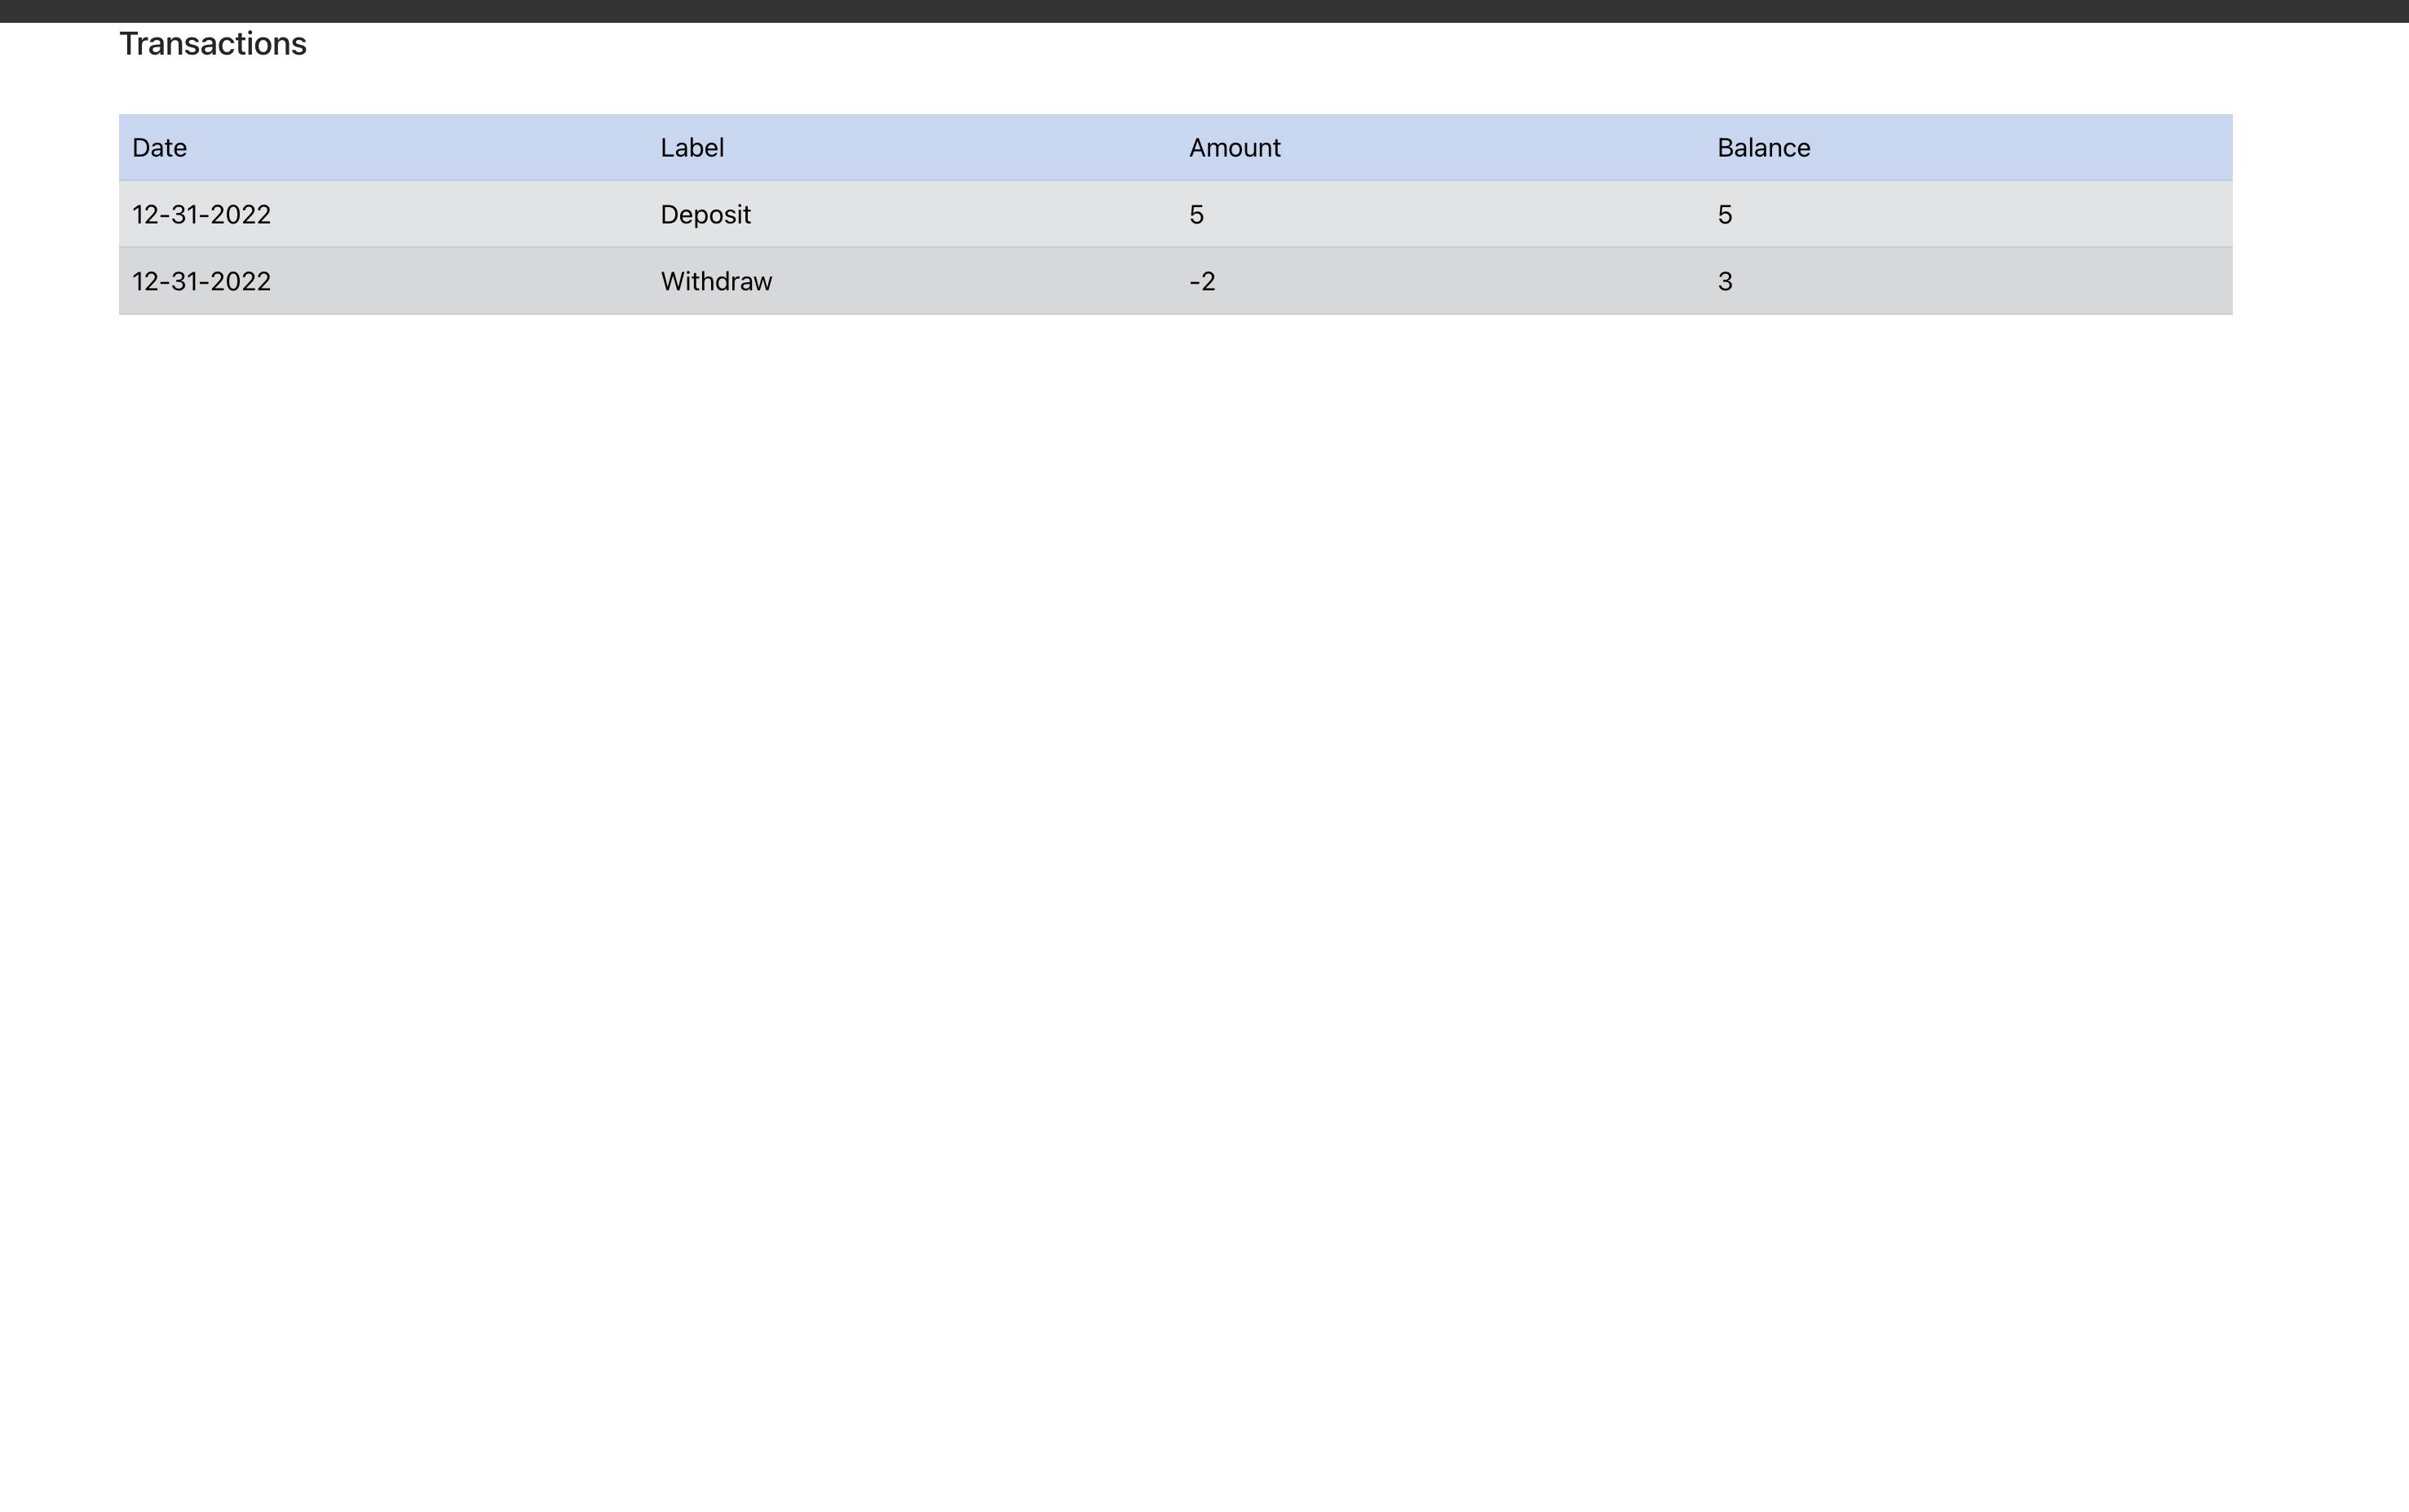 Transactions
Date Label Amount Balance
12-31-2022 Deposit 5 5
12-31-2022 Withdraw -2 3